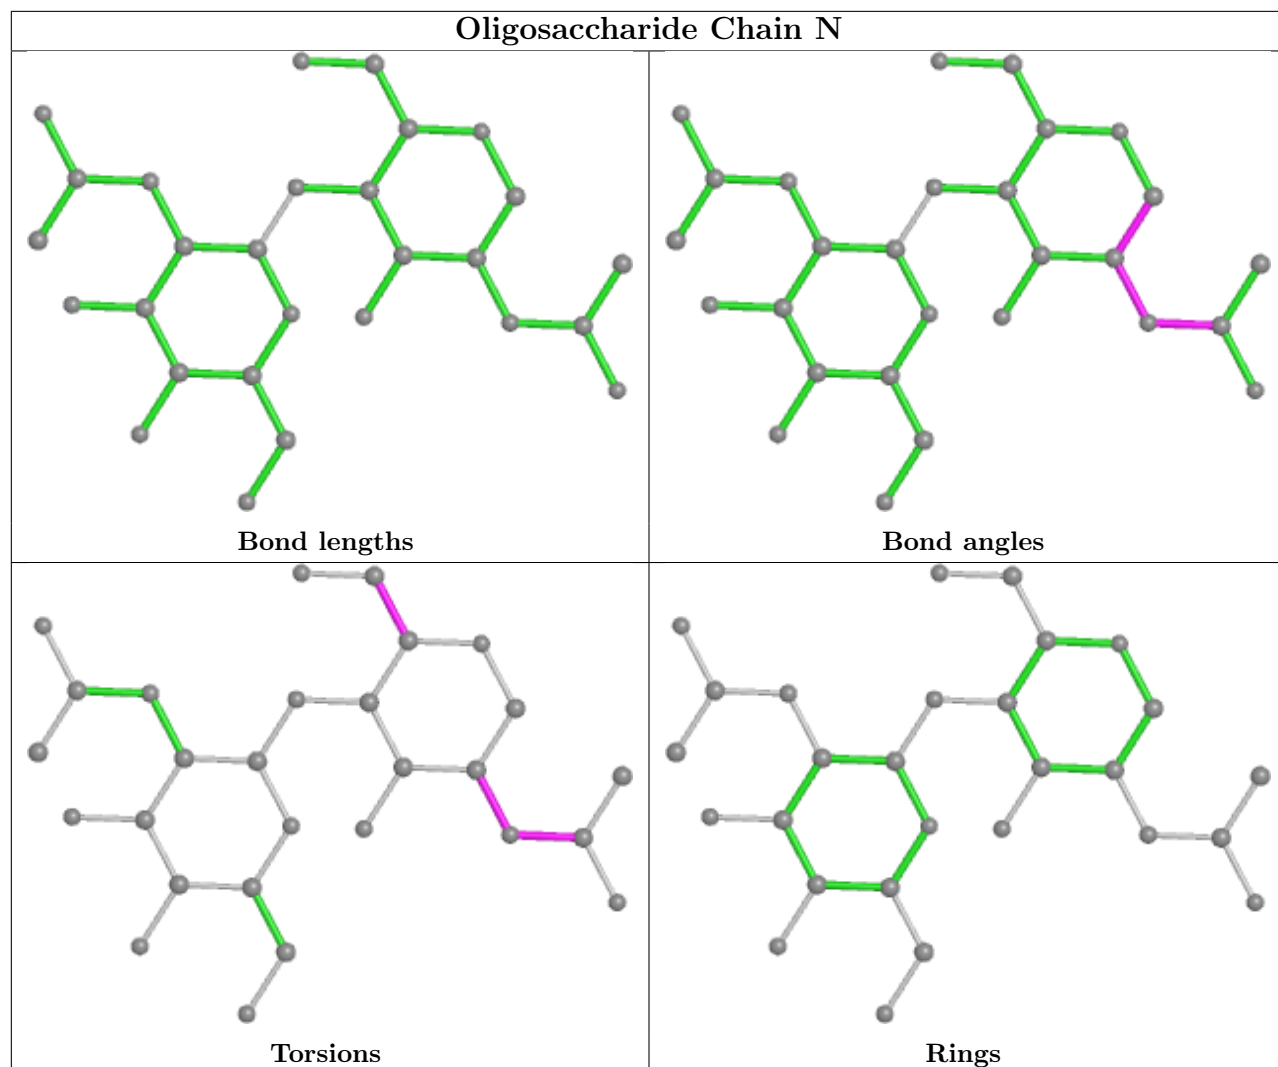 Oligosaccharide Chain N
Bond lengths
Bond angles
Torsions
Rings